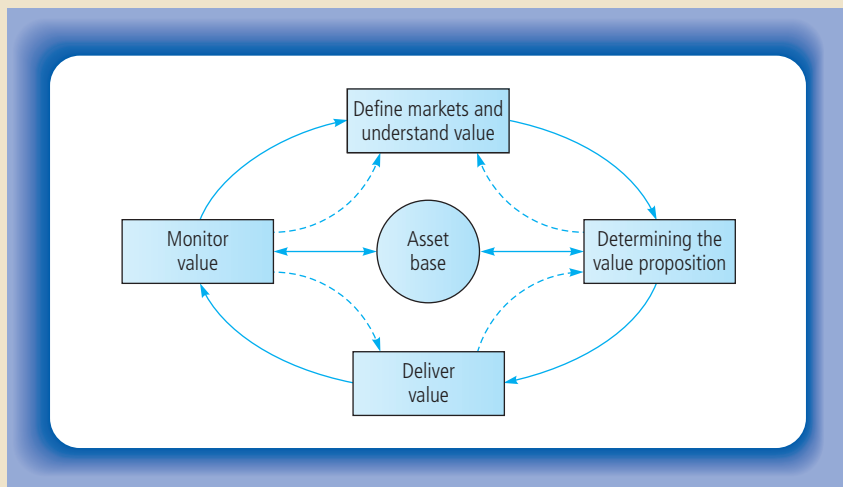 Define markets and
understand value
Monitor
value
Asset
base
Determining the
value proposition
Deliver
value